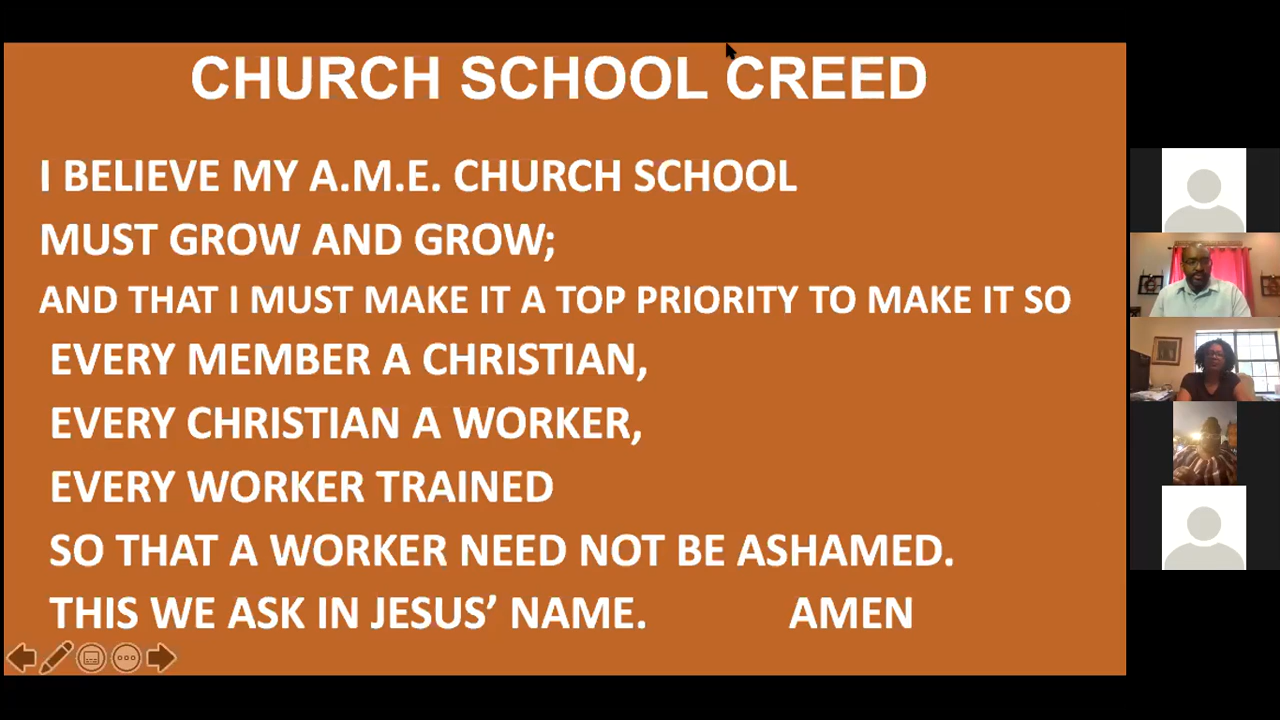 CHURCH SCHOOL CREED
I BELIEVE MY A.M.E. CHURCH SCHOOL
MUST GROW AND GROW;
AND THAT I MUST MAKE IT A TOP PRIORITY TO MAKE IT SO
EVERY MEMBER A CHRISTIAN,
EVERY CHRISTIAN A WORKER,
EVERY WORKER TRAINED
SO THAT A WORKER NEED NOT BE ASHAMED.
THIS WE ASK IN JESUS’ NAME. AMEN